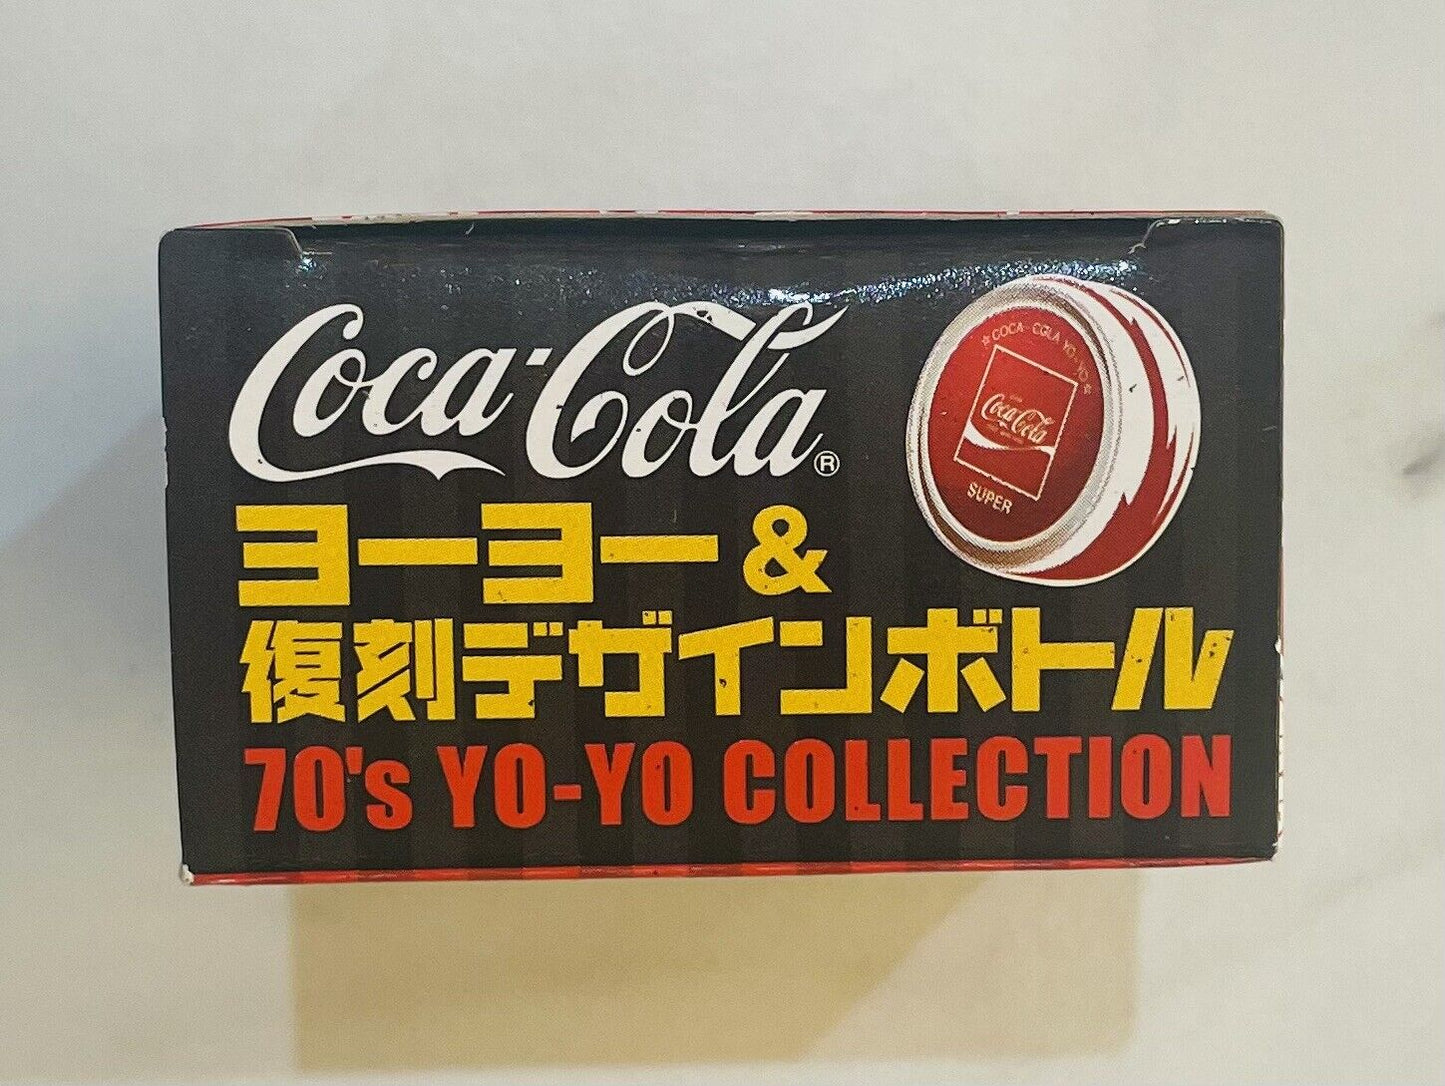 Coca-Cola®
ヨーヨー &
復刻デザインボトル
70's YO-YO COLLECTION
☆ COCA-COLA YO-YO ☆
Coca-Cola
SUPER